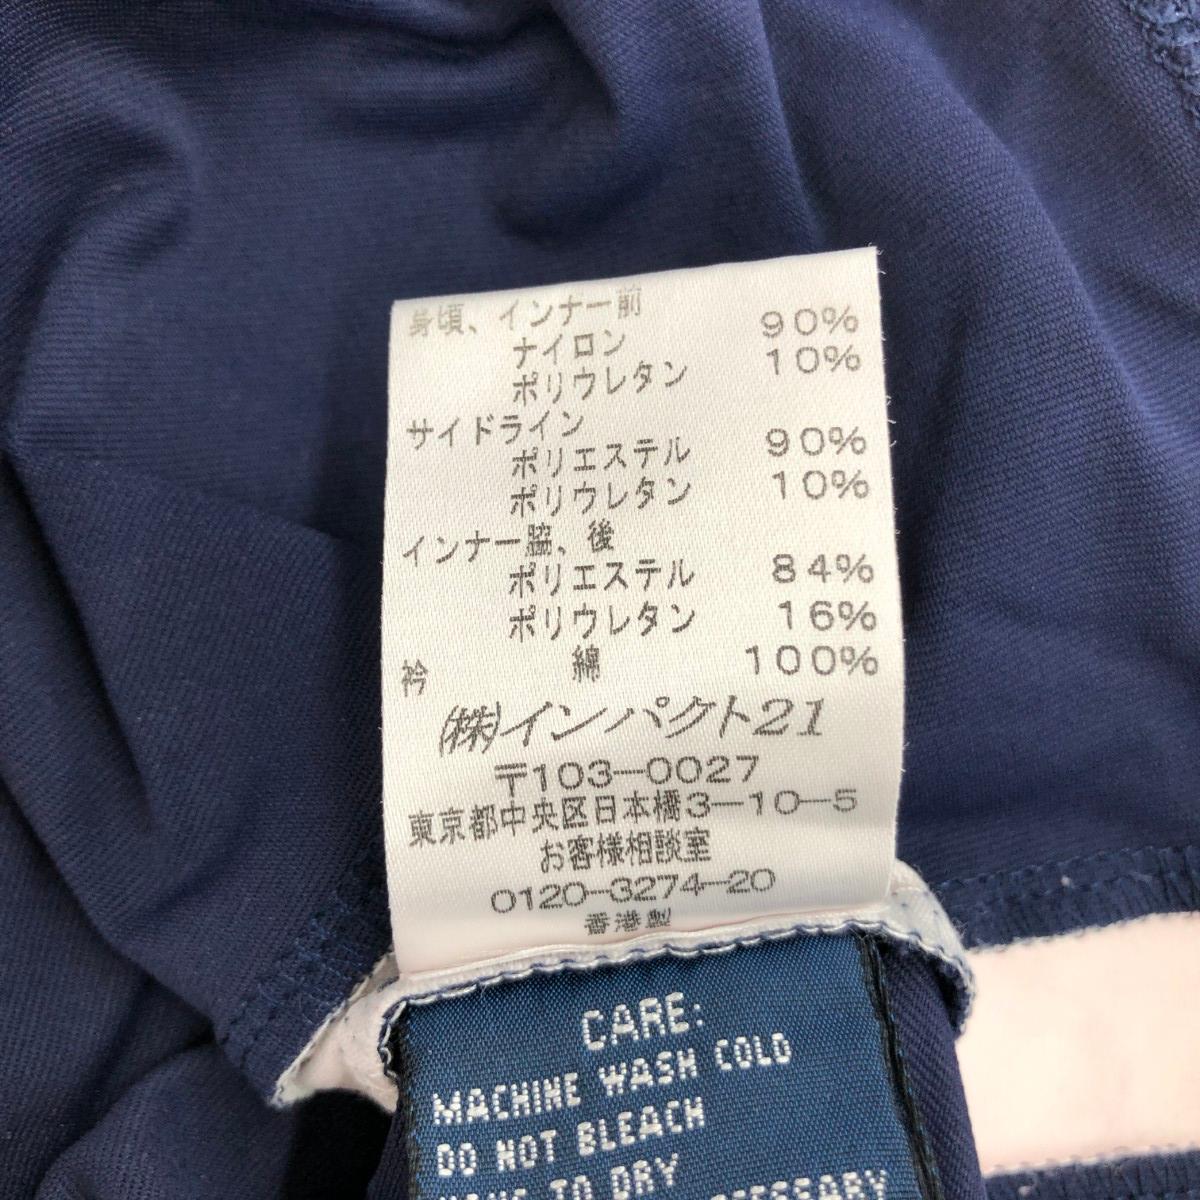 身頃、インナー前
ナイロン 90%
ポリウレタン 10%
サイドライン
ポリエステル 90%
ポリウレタン 10%
インナー脇、後
ポリエステル 84%
ポリウレタン 16%
衿 綿 100%
(株)インパクト21
〒103-0027
東京都中央区日本橋3-10-5
お客様相談室
0120-3274-20
香港製
CARE:
MACHINE WASH COLD
DO NOT BLEACH
TO DRY